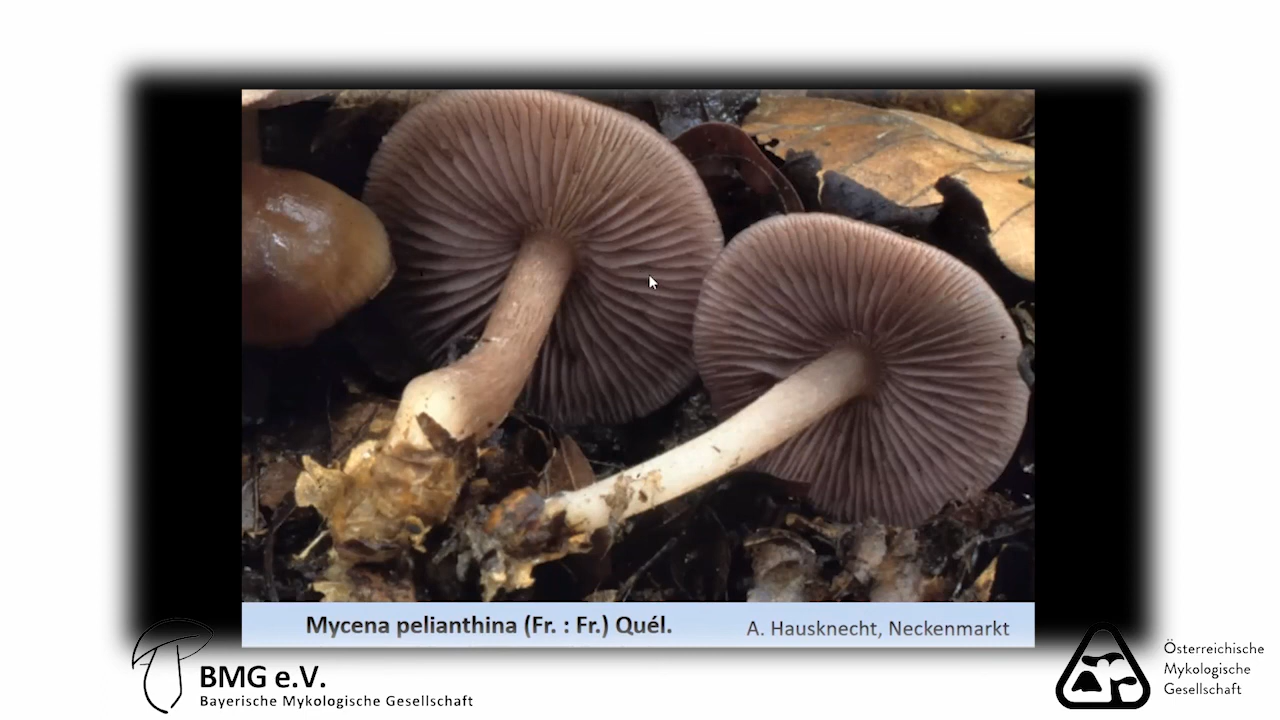 Mycena pelianthina (Fr. : Fr.) Quél.
A. Hausknecht, Neckenmarkt
BMG e.V.
Bayerische Mykologische Gesellschaft
Österreichische
Mykologische
Gesellschaft